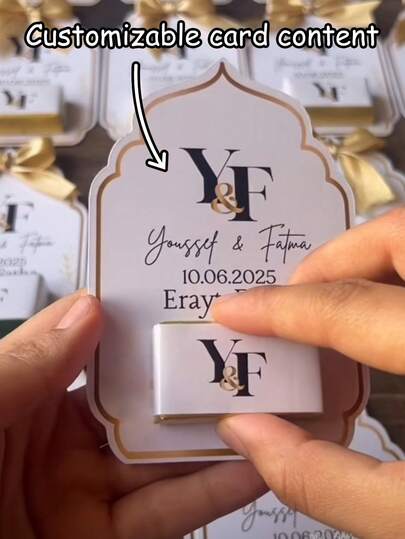 Customizable card content
Y&F
Youssef & Fatma
10.06.2025
Y&F
Y&F
Y&F